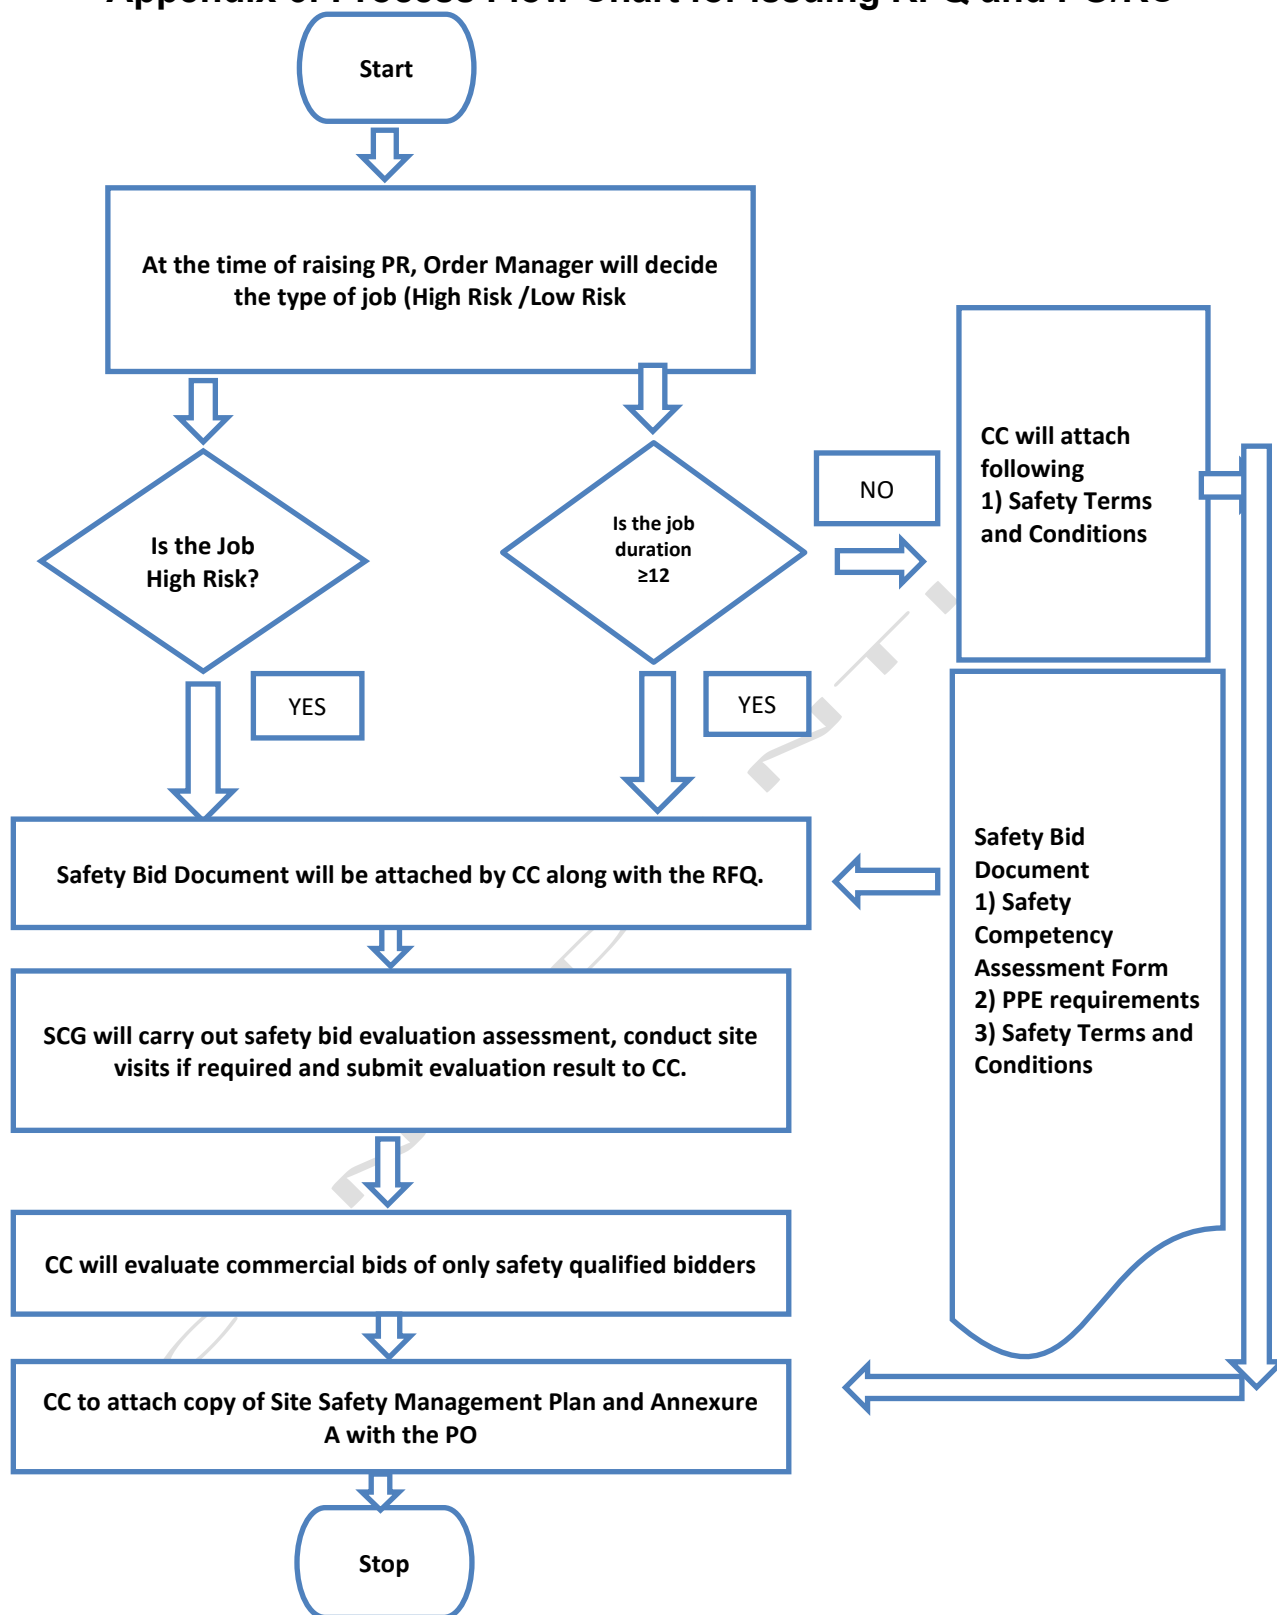 Start
At the time of raising PR, Order Manager will decide
the type of job (High Risk /Low Risk
Is the Job
High Risk?
YES
Is the job
duration
≥12
NO
YES
CC will attach
following
1) Safety Terms
and Conditions
Safety Bid Document will be attached by CC along with the RFQ.
Safety Bid
Document
1) Safety
Competency
Assessment Form
2) PPE requirements
3) Safety Terms and
Conditions
SCG will carry out safety bid evaluation assessment, conduct site
visits if required and submit evaluation result to CC.
CC will evaluate commercial bids of only safety qualified bidders
CC to attach copy of Site Safety Management Plan and Annexure
A with the PO
Stop